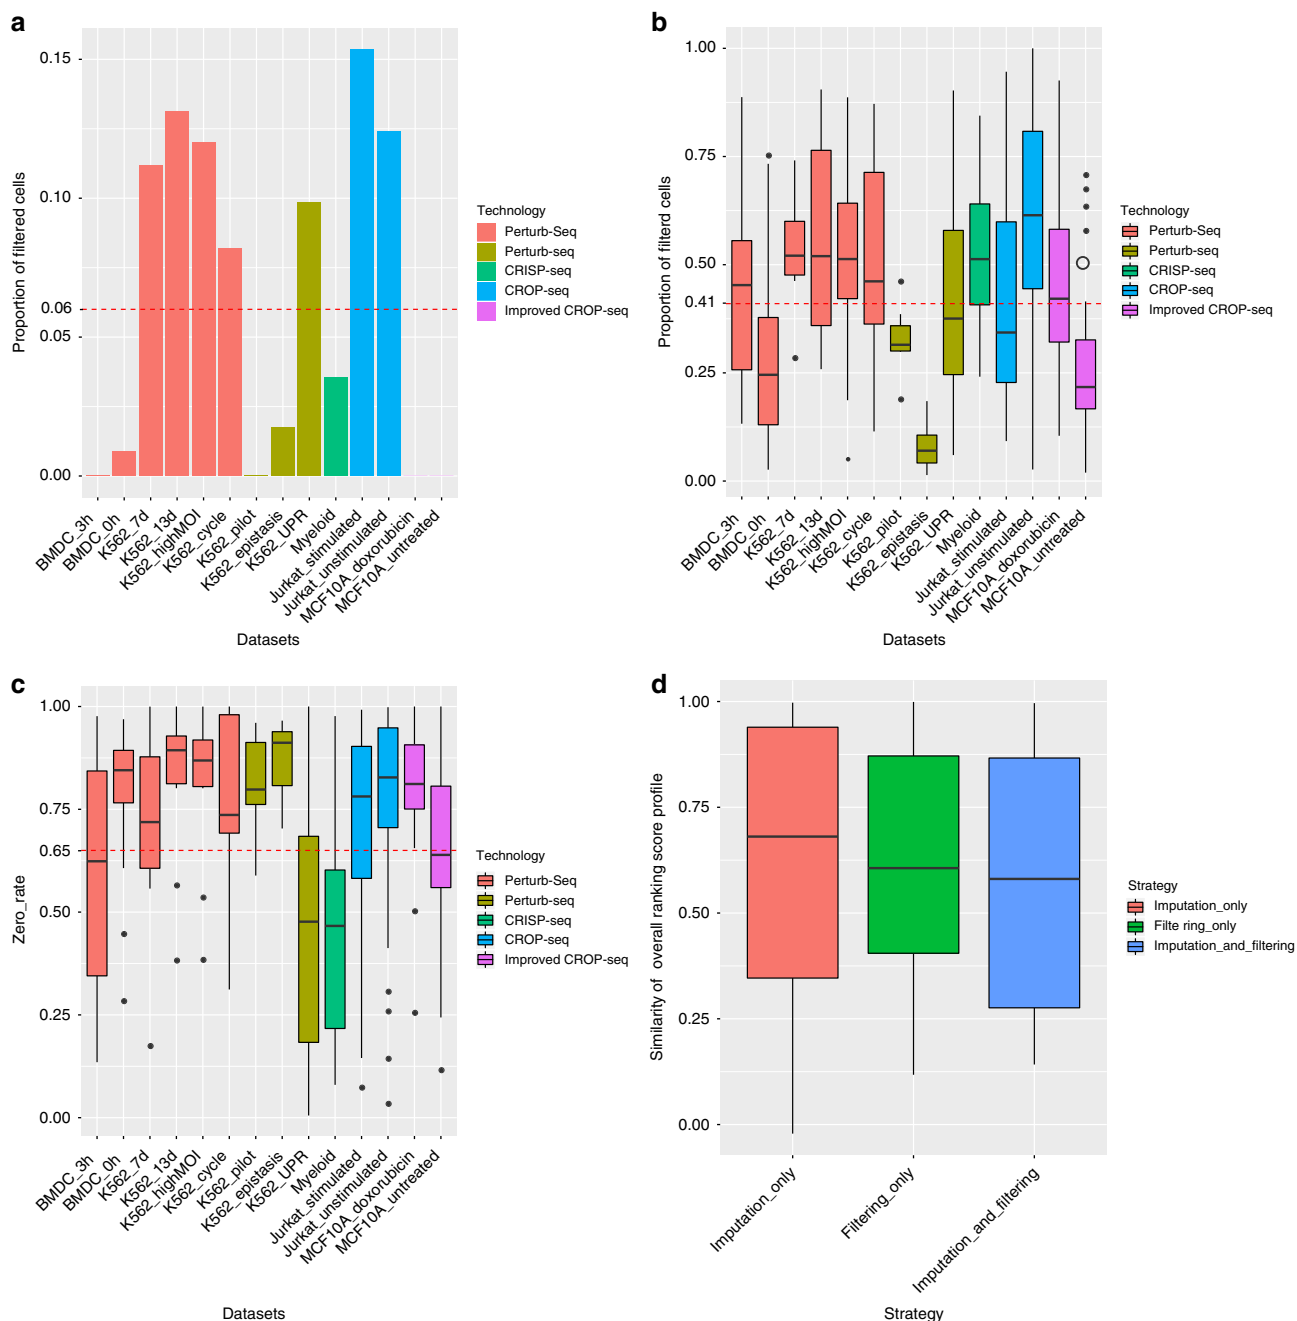 a
0.15
0.10
0.06
0.05
0.00
Proportion of filtered cells
BMDC_3h
BMDC_0h
K562_7d
K562_13d
K562_highMOI
K562_cycle
K562_pilot
K562_epistasis
K562_UPR
Myeloid
Jurkat_stimulated
Jurkat_unstimulated
MCF10A_doxorubicin
MCF10A_untreated
Datasets
Technology
Perturb-Seq
Perturb-seq
CRISP-seq
CROP-seq
Improved CROP-seq
b
1.00
0.75
0.50
0.41
0.25
0.00
Proportion of filterd cells
BMDC_3h
BMDC_0h
K562_7d
K562_13d
K562_highMOI
K562_cycle
K562_pilot
K562_epistasis
K562_UPR
Myeloid
Jurkat_stimulated
Jurkat_unstimulated
MCF10A_doxorubicin
MCF10A_untreated
Datasets
Technology
Perturb-Seq
Perturb-seq
CRISP-seq
CROP-seq
Improved CROP-seq
c
1.00
0.75
0.65
0.50
0.25
0.00
Zero_rate
BMDC_3h
BMDC_0h
K562_7d
K562_13d
K562_highMOI
K562_cycle
K562_pilot
K562_epistasis
K562_UPR
Myeloid
Jurkat_stimulated
Jurkat_unstimulated
MCF10A_doxorubicin
MCF10A_untreated
Datasets
Technology
Perturb-Seq
Perturb-seq
CRISP-seq
CROP-seq
Improved CROP-seq
d
1.00
0.75
0.50
0.25
0.00
Similarity of overall ranking score profile
Imputation_only
Filtering_only
Imputation_and_filtering
Strategy
Strategy
Imputation_only
Filte ring_only
Imputation_and_filtering